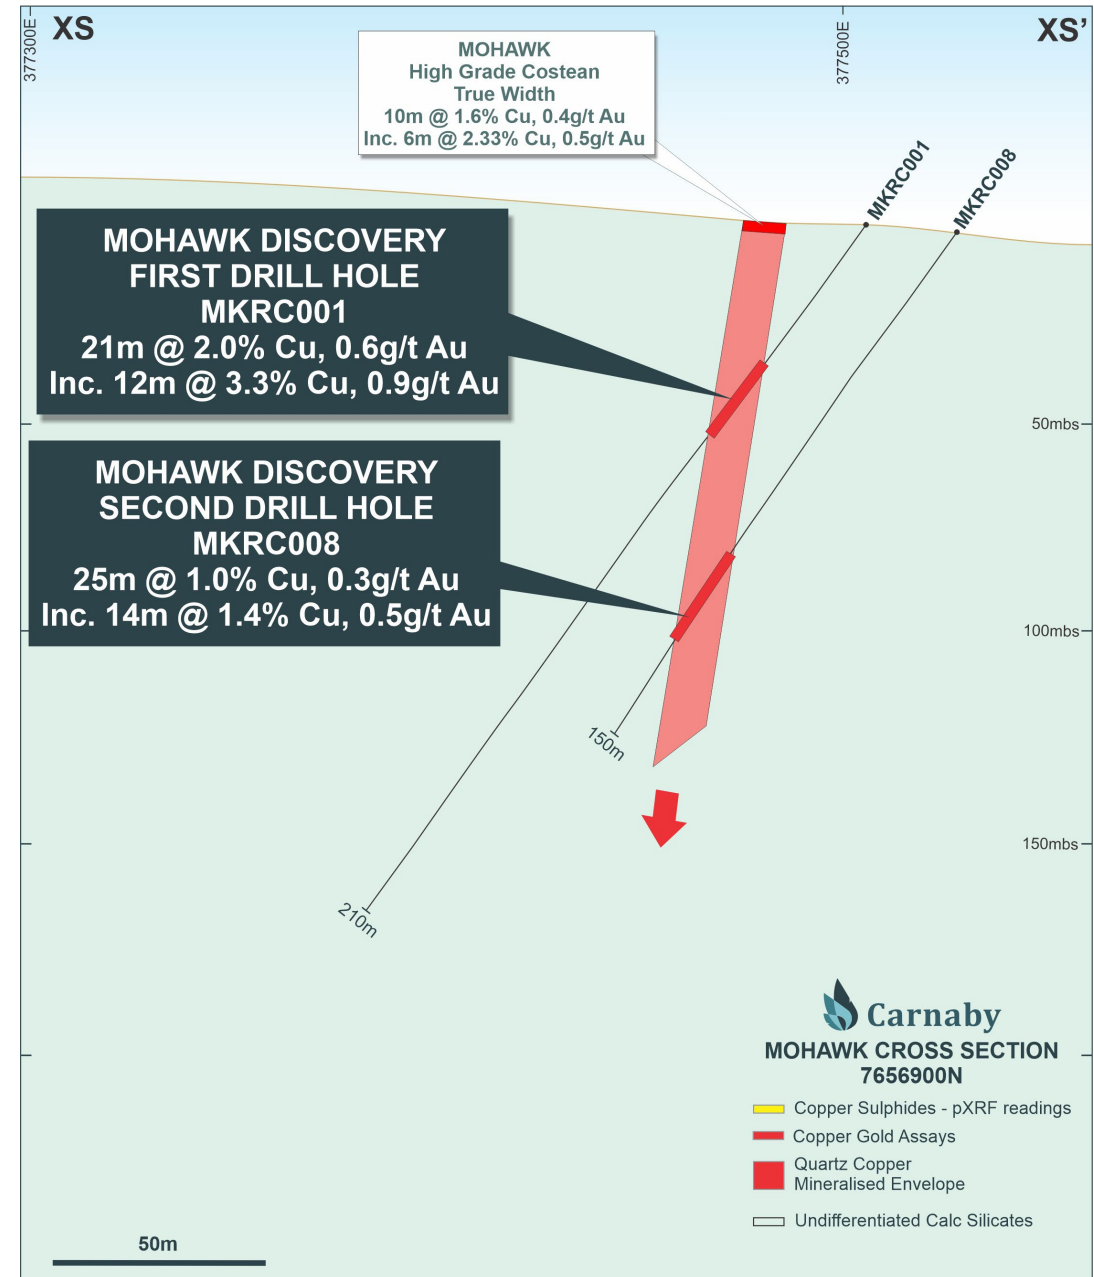 XS
XS'
377300E
377500E
MOHAWK
High Grade Costean
True Width
10m @ 1.6% Cu, 0.4g/t Au
Inc. 6m @ 2.33% Cu, 0.5g/t Au
MKRC001
MKRC008
MOHAWK DISCOVERY
FIRST DRILL HOLE
MKRC001
21m @ 2.0% Cu, 0.6g/t Au
Inc. 12m @ 3.3% Cu, 0.9g/t Au
50mbs
MOHAWK DISCOVERY
SECOND DRILL HOLE
MKRC008
25m @ 1.0% Cu, 0.3g/t Au
Inc. 14m @ 1.4% Cu, 0.5g/t Au
100mbs
150m
150mbs
210m
Carnaby
MOHAWK CROSS SECTION
7656900N
Copper Sulphides - pXRF readings
Copper Gold Assays
Quartz Copper
Mineralised Envelope
Undifferentiated Calc Silicates
50m